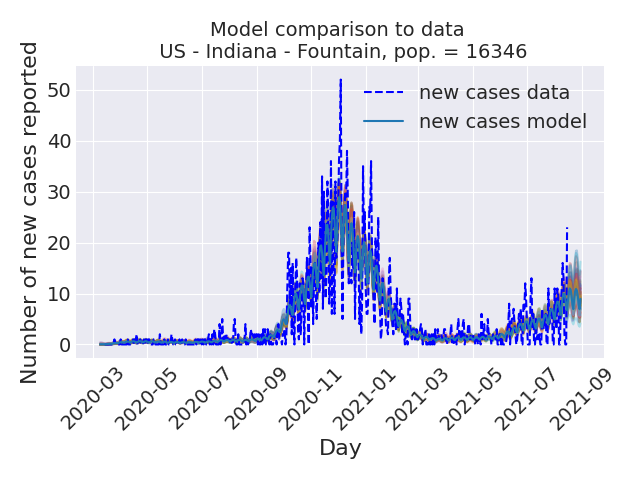 Model comparison to data
US - Indiana - Fountain, pop. = 16346
Number of new cases reported
50
40
30
20
10
0
new cases data
new cases model
2020-03
2020-05
2020-07
2020-09
2020-11
2021-01
2021-03
2021-05
2021-07
2021-09
Day